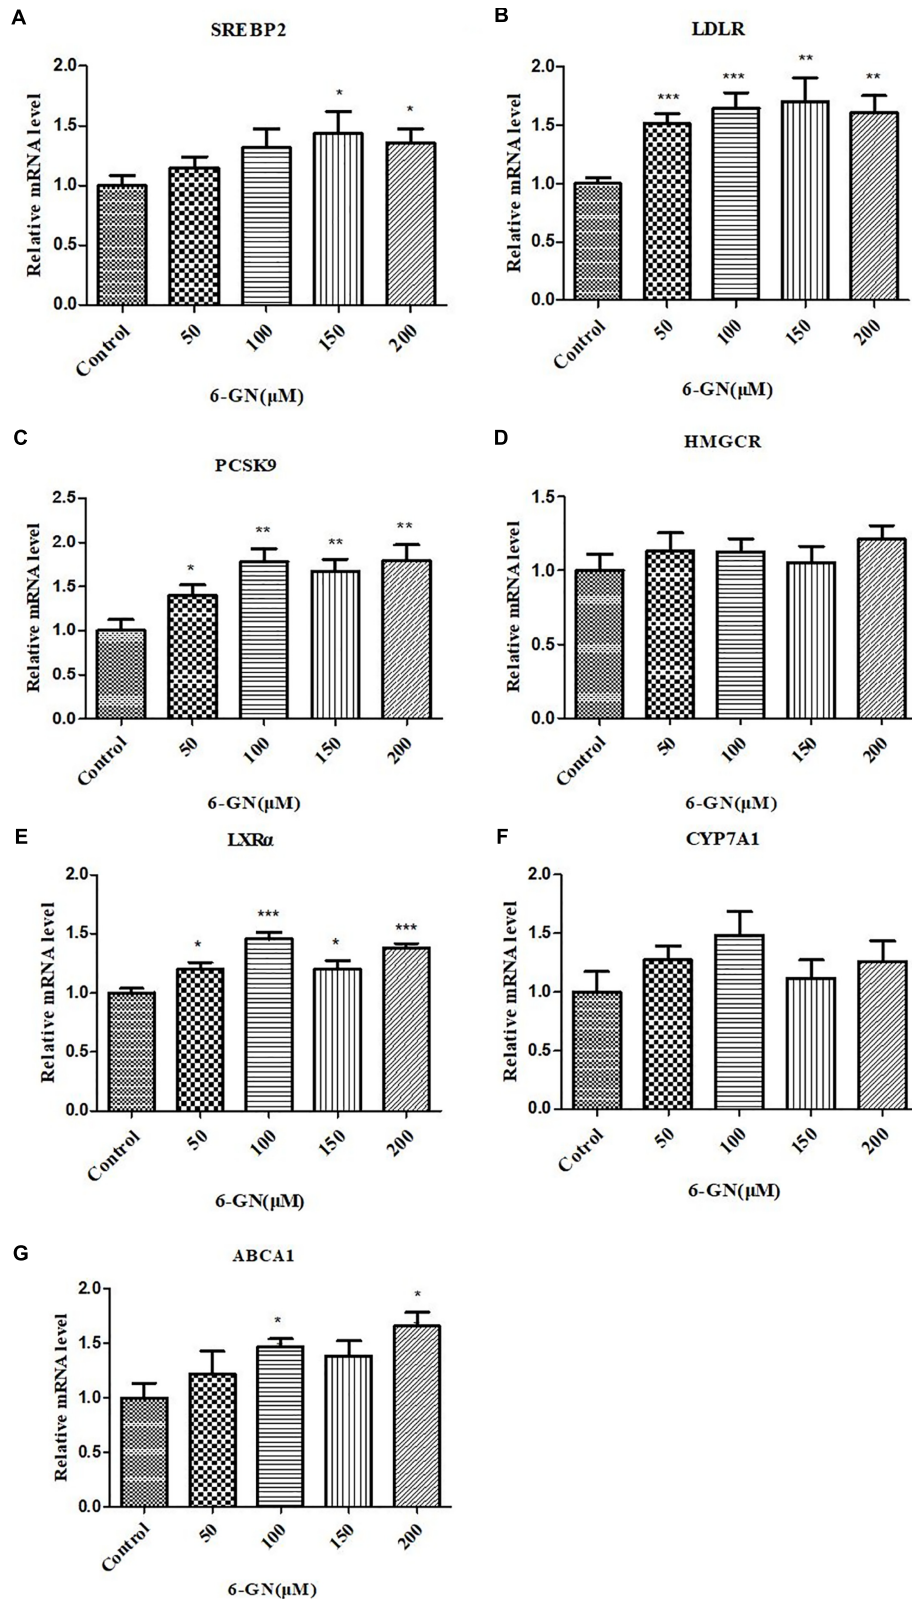 A
SREBP2
Relative mRNA level
2.0
1.5
1.0
0.5
0.0
* *
Control 50 100 150 200
6-GN(μM)
B
LDLR
Relative mRNA level
2.0
1.5
1.0
0.5
0.0
*** *** ** **
Control 50 100 150 200
6-GN(μM)
C
PCSK9
Relative mRNA level
2.5
2.0
1.5
1.0
0.5
0.0
* ** ** **
Control 50 100 150 200
6-GN(μM)
D
HMGCR
Relative mRNA level
1.5
1.0
0.5
0.0
Control 50 100 150 200
6-GN(μM)
E
LXRα
Relative mRNA level
2.0
1.5
1.0
0.5
0.0
* *** * ***
Control 50 100 150 200
6-GN(μM)
F
CYP7A1
Relative mRNA level
2.0
1.5
1.0
0.5
0.0
Cotrol 50 100 150 200
6-GN(μM)
G
ABCA1
Relative mRNA level
2.0
1.5
1.0
0.5
0.0
* *
Control 50 100 150 200
6-GN(μM)